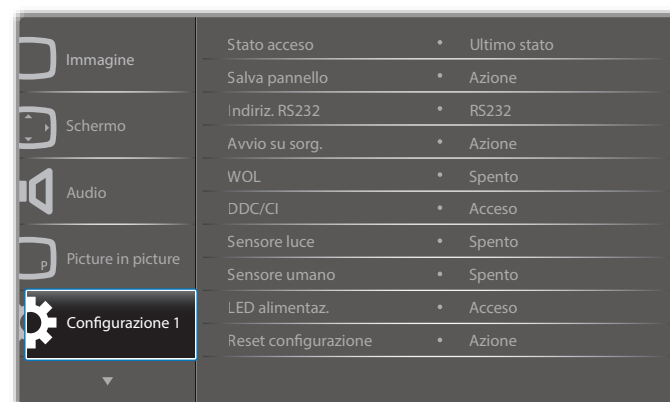 Immagine
Schermo
Audio
P
Picture in picture
Configurazione 1
Stato acceso • Ultimo stato
Salva pannello • Azione
Indiriz. RS232 • RS232
Avvio su sorg. • Azione
WOL • Spento
DDC/CI • Acceso
Sensore luce • Spento
Sensore umano • Spento
LED alimentaz. • Acceso
Reset configurazione • Azione